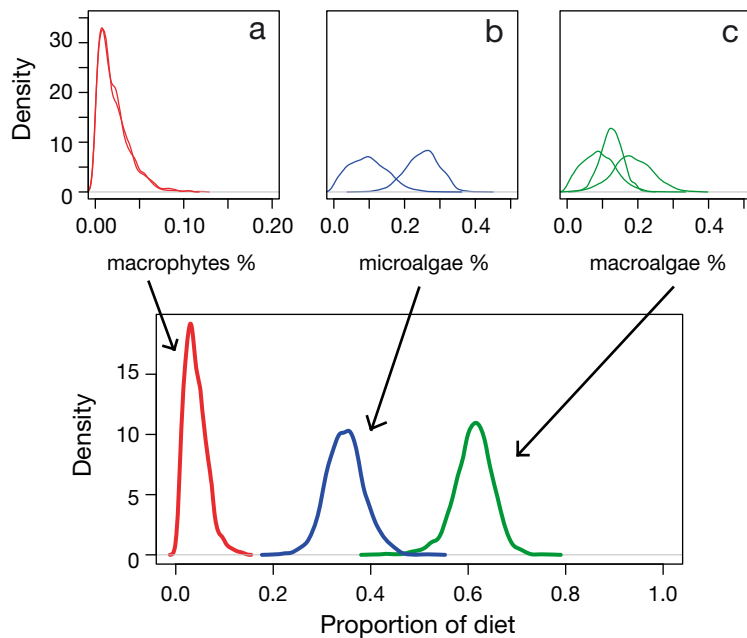 a
b
c
Density
30
20
10
0
0.00
0.10
0.20
0.0
0.2
0.4
0.0
0.2
0.4
macrophytes %
microalgae %
macroalgae %
Density
15
10
5
0
0.0
0.2
0.4
0.6
0.8
1.0
Proportion of diet